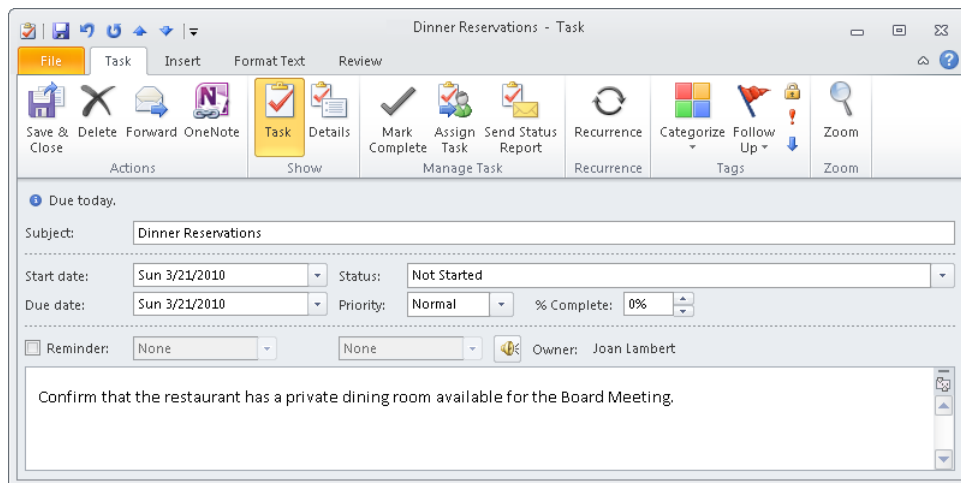 Dinner Reservations - Task
File Task Insert Format Text Review
Save & Close Delete Forward OneNote Task Details Mark Complete Assign Task Send Status Report Recurrence Categorize Follow Up Zoom
Actions Show Manage Task Recurrence Tags Zoom
Due today.
Subject: Dinner Reservations
Start date: Sun 3/21/2010 Status: Not Started
Due date: Sun 3/21/2010 Priority: Normal % Complete: 0%
Reminder: None None Owner: Joan Lambert
Confirm that the restaurant has a private dining room available for the Board Meeting.